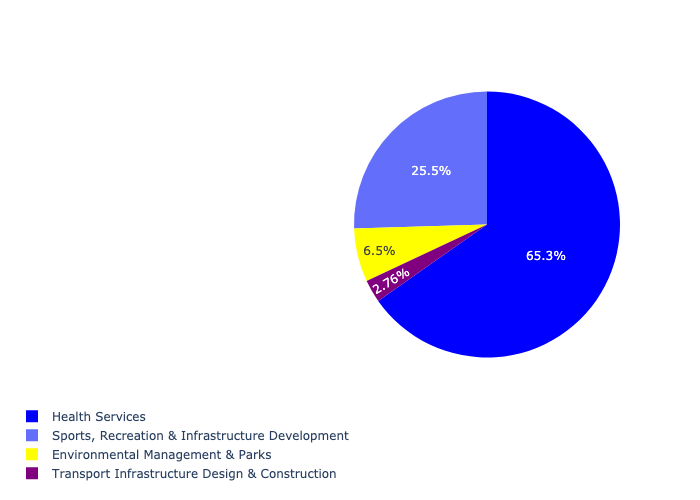 25.5%
65.3%
6.5%
2.76%
Health Services
Sports, Recreation & Infrastructure Development
Environmental Management & Parks
Transport Infrastructure Design & Construction